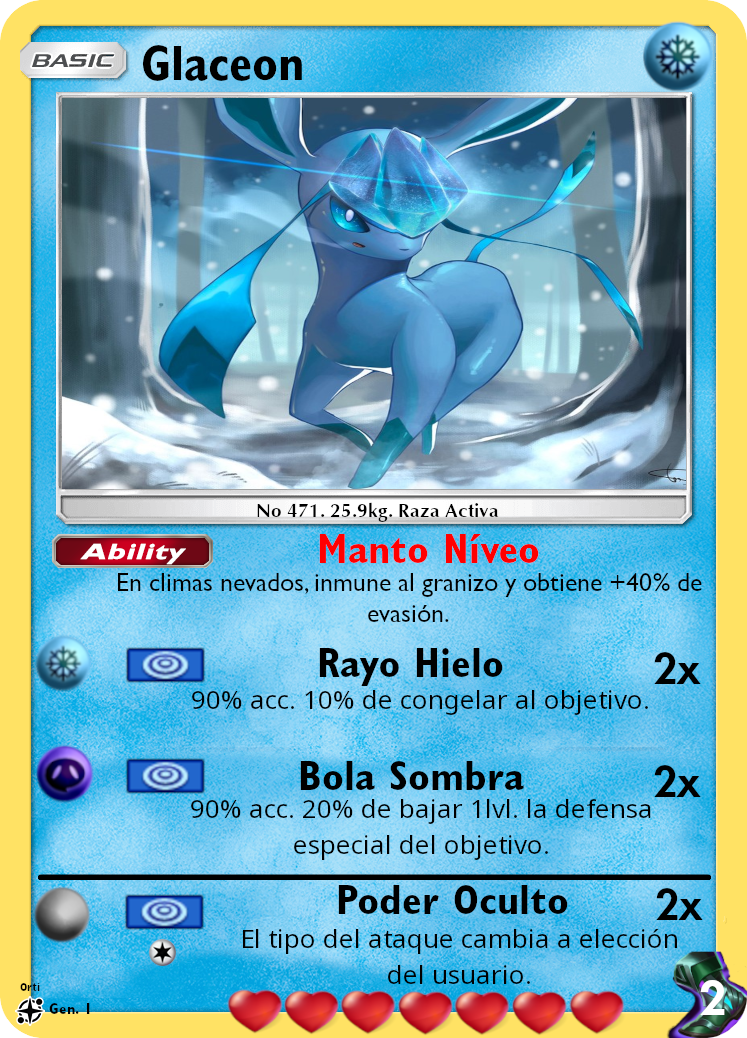 BASIC
Glaceon
No 471. 25.9kg. Raza Activa
Ability
Manto Níveo
En climas nevados, inmune al granizo y obtiene +40% de
evasión.
Rayo Hielo 2x
90% acc. 10% de congelar al objetivo.
Bola Sombra 2x
90% acc. 20% de bajar 1lvl. la defensa
especial del objetivo.
Poder Oculto 2x
El tipo del ataque cambia a elección
del usuario.
Orti
Gen. 1
2